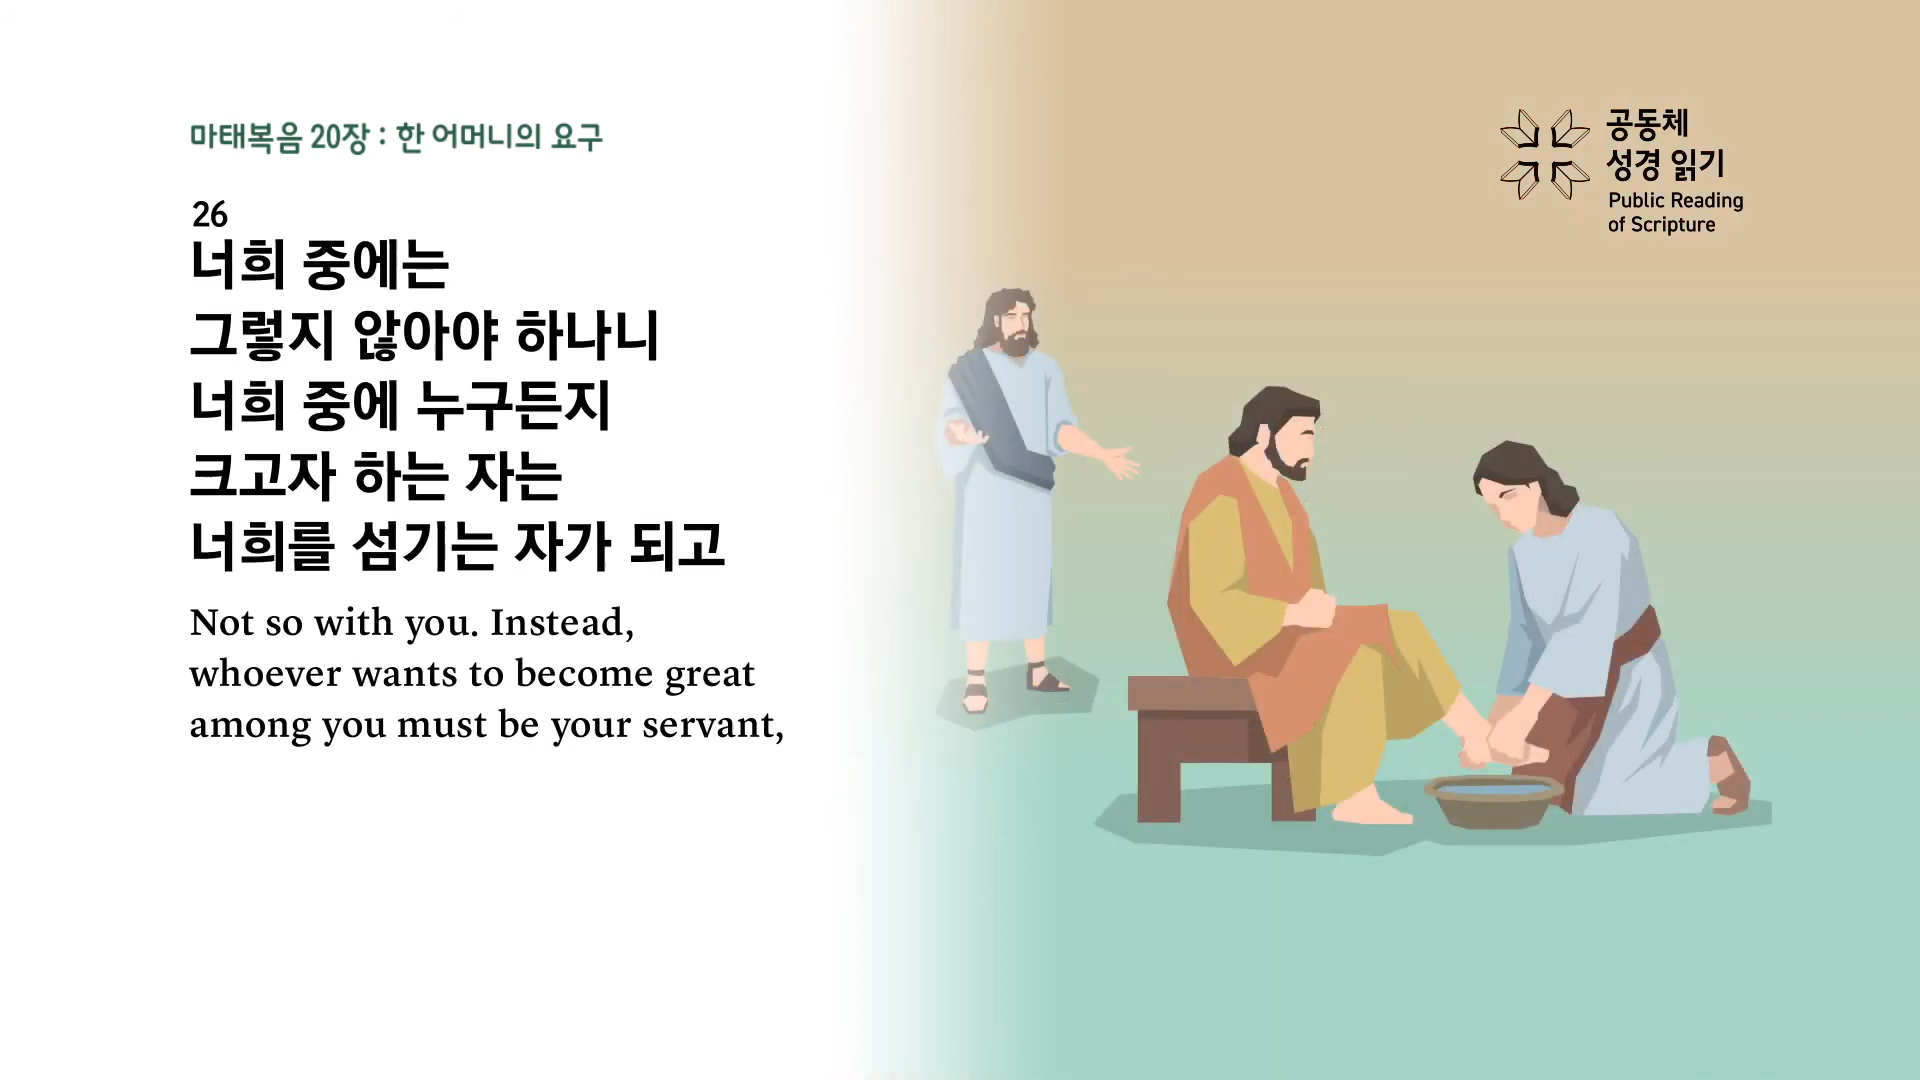 마태복음 20장 : 한 어머니의 요구
26
너희 중에는
그렇지 않아야 하나니
너희 중에 누구든지
크고자 하는 자는
너희를 섬기는 자가 되고
Not so with you. Instead,
whoever wants to become great
among you must be your servant,
공동체
성경 읽기
Public Reading
of Scripture